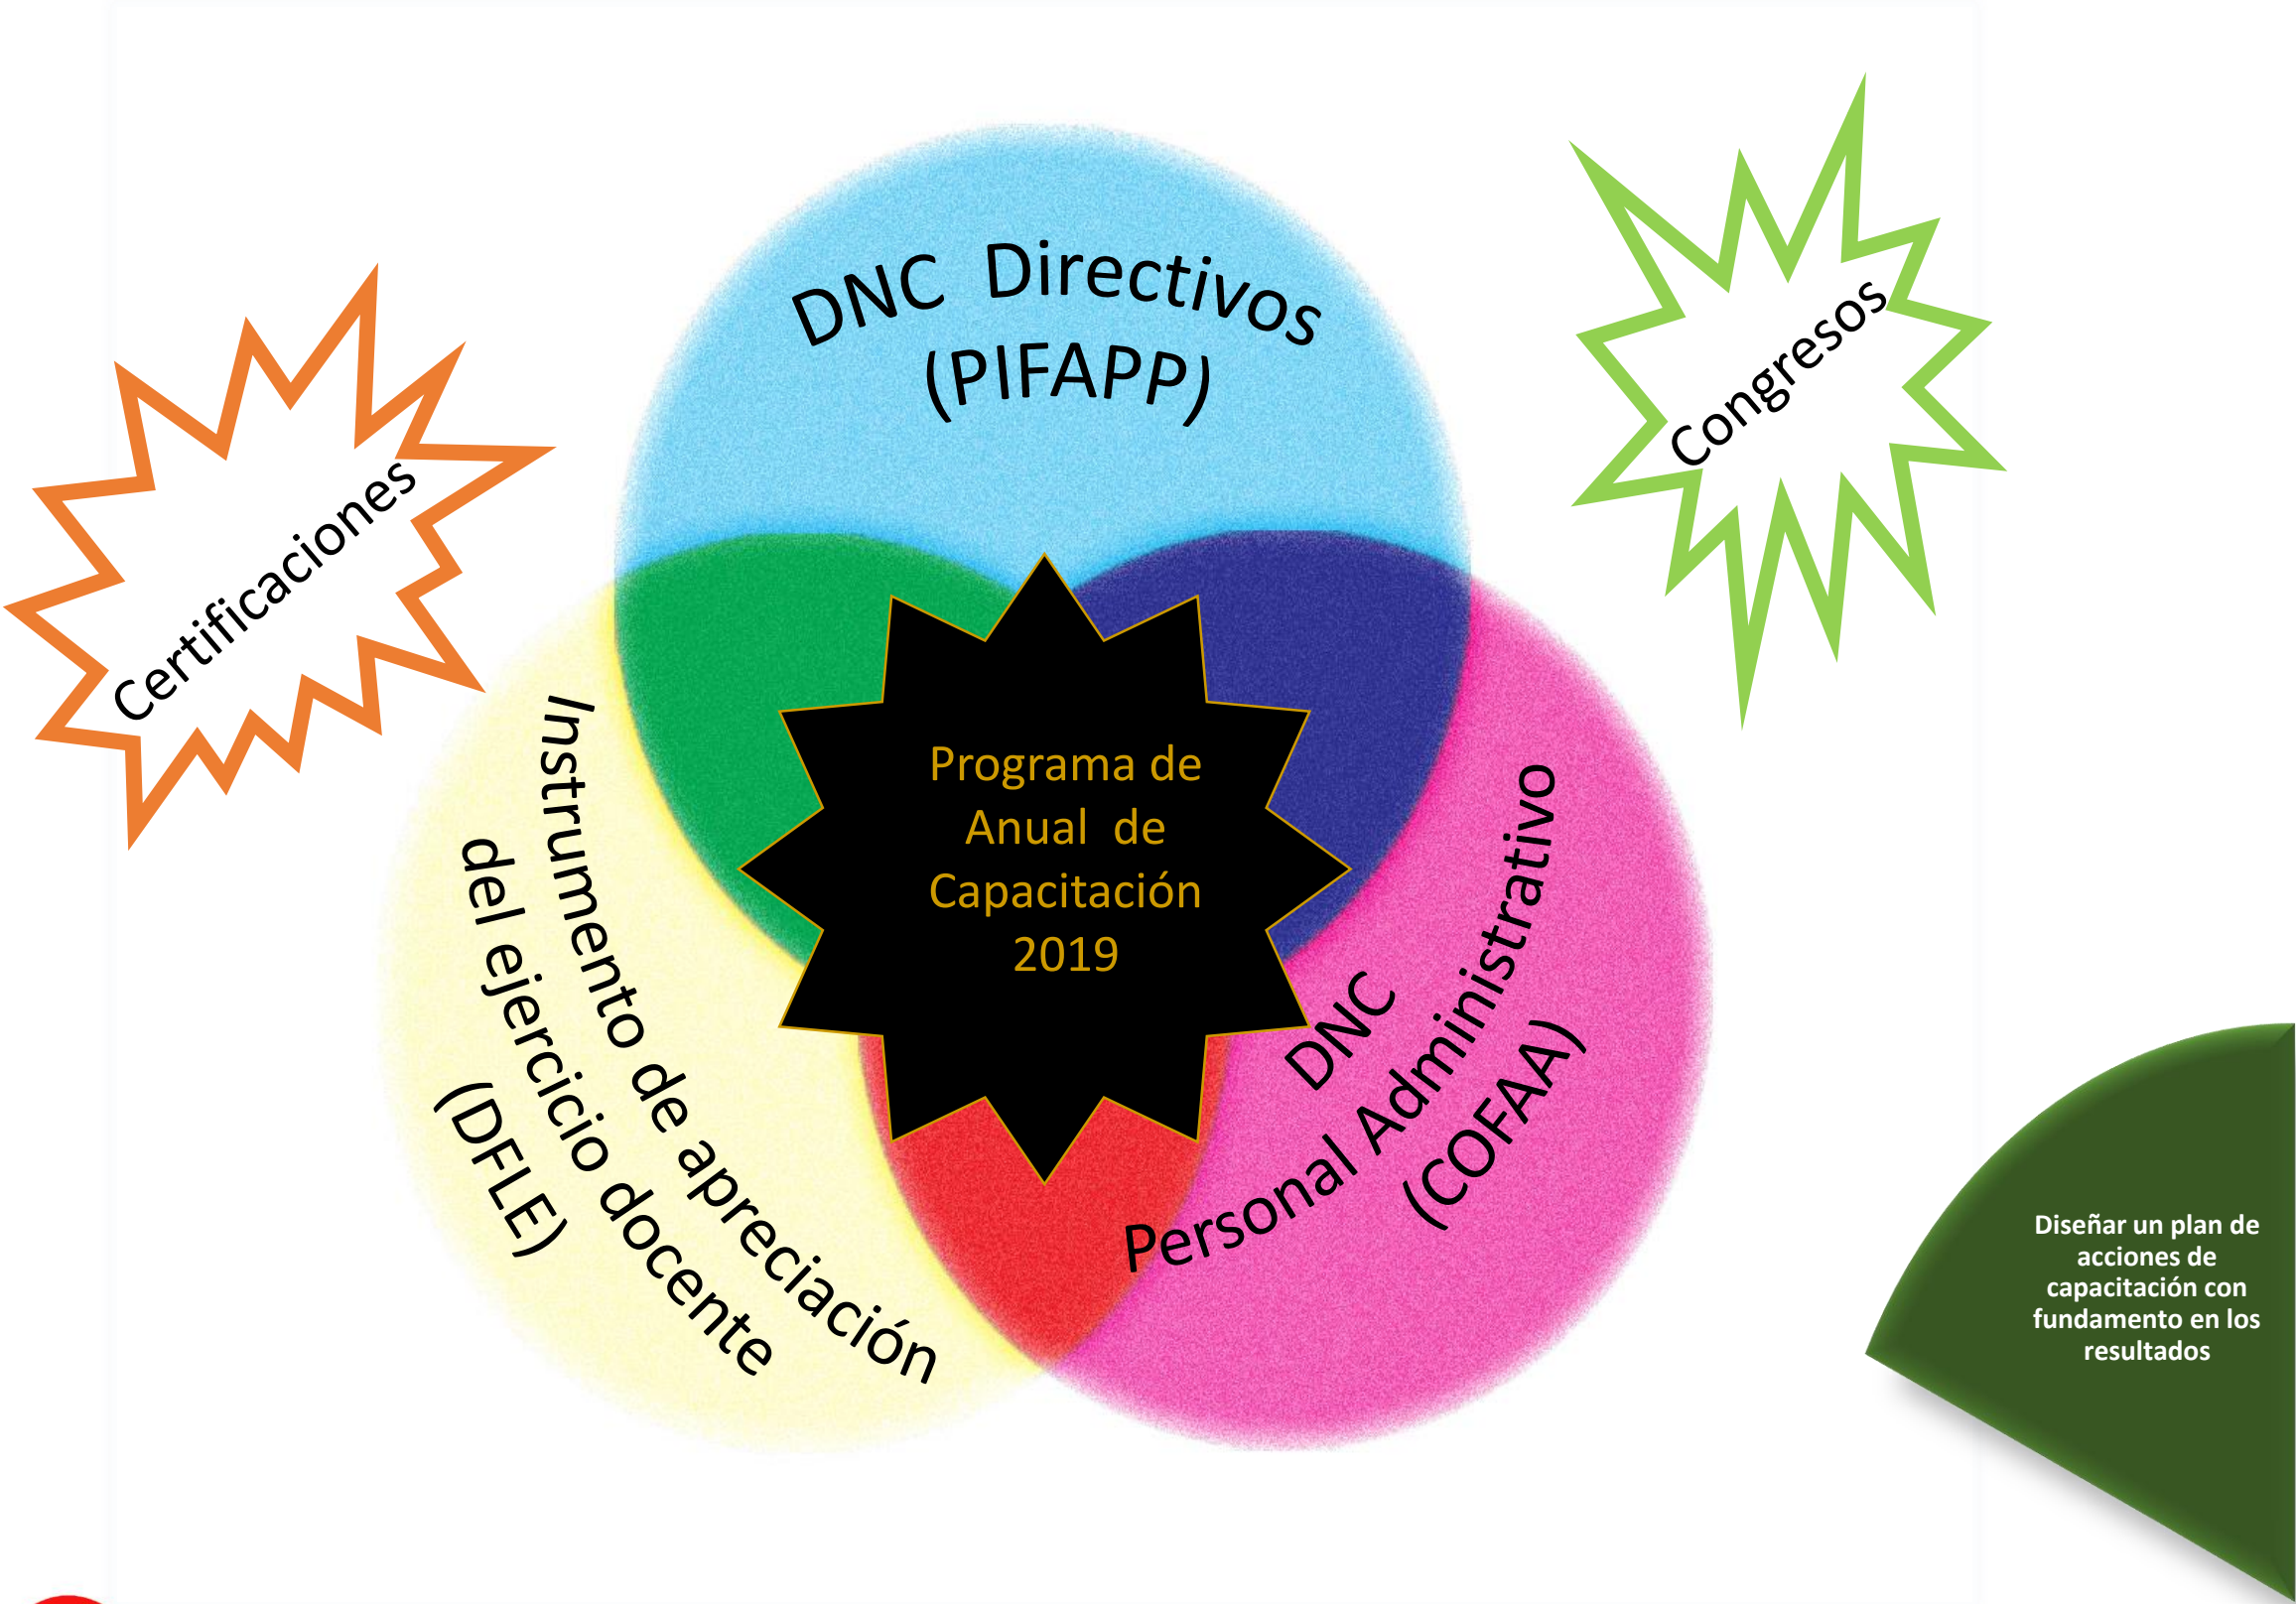 DNC Directivos
(PIFAPP)
Congresos
Certificaciones
Programa de
Anual de
Capacitación
2019
Instrumento de apreciación
del ejercicio docente
(DFLE)
DNC
Personal Administrativo
(COFAA)
Diseñar un plan de
acciones de
capacitación con
fundamento en los
resultados